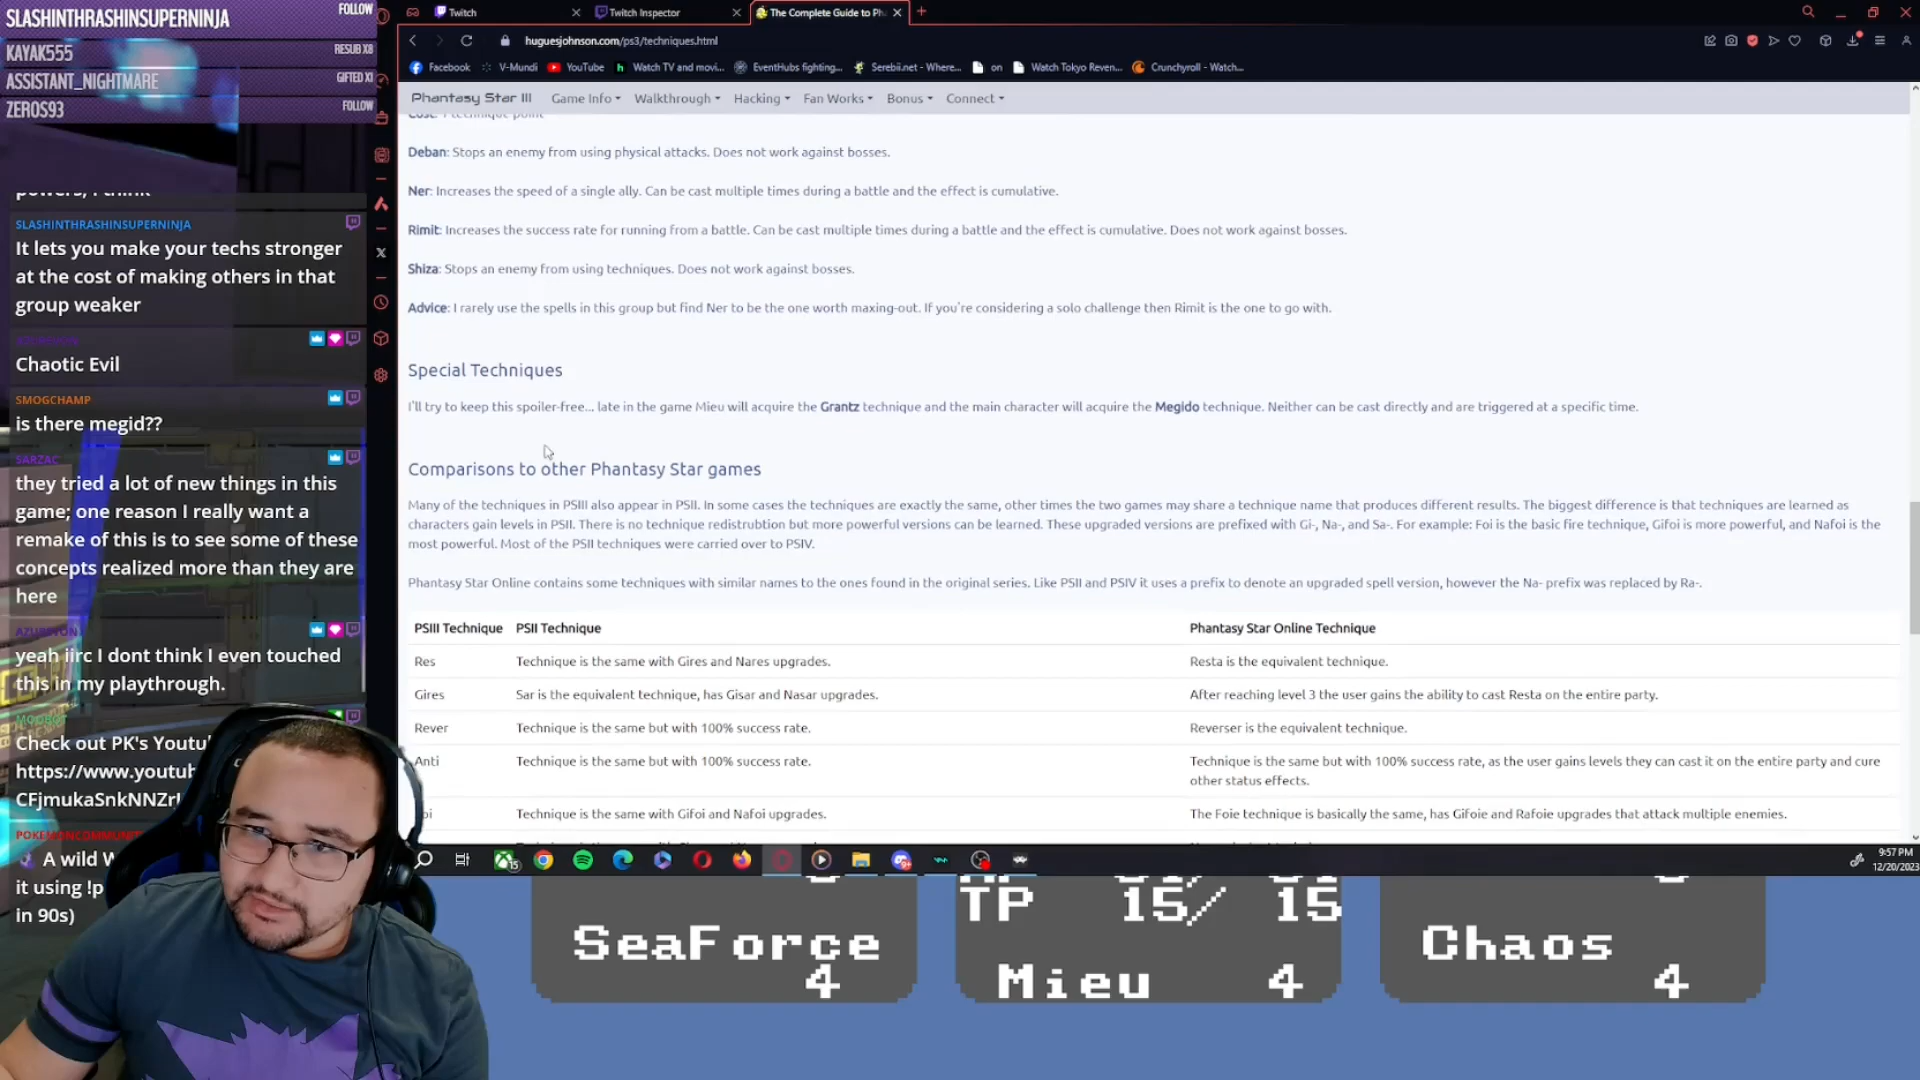 SLASHINTHRASHINSUPERNINJA FOLLOW
KAYAK555 RESUB X8
ASSISTANT_NIGHTMARE GIFTED X1
ZEROS93 FOLLOW
powers, I think
SLASHINTHRASHINSUPERNINJA
It lets you make your techs stronger
at the cost of making others in that
group weaker
Chaotic Evil
SMOGCHAMP
is there megid??
SARZAC
they tried a lot of new things in this
game; one reason I really want a
remake of this is to see some of these
concepts realized more than they are
here
yeah iirc I dont think I even touched
this in my playthrough.
Check out PK's Youtu
https://www.youtub
CFjmukaSnkNNZr
POKEMONCOMMUNIT
A wild W
it using !p
in 90s)
Twitch
Twitch Inspector
The Complete Guide to Ph
huguesjohnson.com/ps3/techniques.html
Facebook
V-Mundi
YouTube
Watch TV and movi...
EventHubs fighting...
Serebii.net - Where...
on
Watch Tokyo Reven...
Crunchyroll - Watch...
Phantasy Star III Game Info Walkthrough Hacking Fan Works Bonus Connect
Cost: 1 technique point
Deban: Stops an enemy from using physical attacks. Does not work against bosses.
Ner: Increases the speed of a single ally. Can be cast multiple times during a battle and the effect is cumulative.
Rimit: Increases the success rate for running from a battle. Can be cast multiple times during a battle and the effect is cumulative. Does not work against bosses.
Shiza: Stops an enemy from using techniques. Does not work against bosses.
Advice: I rarely use the spells in this group but find Ner to be the one worth maxing-out. If you're considering a solo challenge then Rimit is the one to go with.
Special Techniques
I'll try to keep this spoiler-free... late in the game Mieu will acquire the Grantz technique and the main character will acquire the Megido technique. Neither can be cast directly and are triggered at a specific time.
Comparisons to other Phantasy Star games
Many of the techniques in PSIII also appear in PSII. In some cases the techniques are exactly the same, other times the two games may share a technique name that produces different results. The biggest difference is that techniques are learned as
characters gain levels in PSII. There is no technique redistrubtion but more powerful versions can be learned. These upgraded versions are prefixed with Gi-, Na-, and Sa-. For example: Foi is the basic fire technique, Gifoi is more powerful, and Nafoi is the
most powerful. Most of the PSII techniques were carried over to PSIV.
Phantasy Star Online contains some techniques with similar names to the ones found in the original series. Like PSII and PSIV it uses a prefix to denote an upgraded spell version, however the Na- prefix was replaced by Ra-.
PSIII Technique PSII Technique Phantasy Star Online Technique
Res Technique is the same with Gires and Nares upgrades. Resta is the equivalent technique.
Gires Sar is the equivalent technique, has Gisar and Nasar upgrades. After reaching level 3 the user gains the ability to cast Resta on the entire party.
Rever Technique is the same but with 100% success rate. Reverser is the equivalent technique.
Anti Technique is the same but with 100% success rate. Technique is the same but with 100% success rate, as the user gains levels they can cast it on the entire party and cure
other status effects.
oi Technique is the same with Gifoi and Nafoi upgrades. The Foie technique is basically the same, has Gifoie and Rafoie upgrades that attack multiple enemies.
15
9:57 PM
12/20/2023
TP 15/ 15
SeaForce
4
Mieu 4
Chaos
4